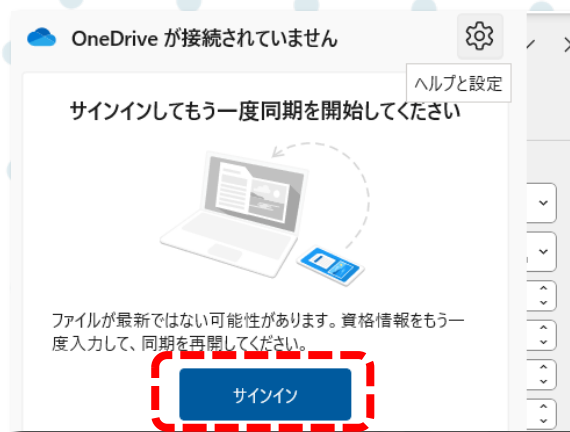 OneDrive が接続されていません
ヘルプと設定
サインインしてもう一度同期を開始してください
ファイルが最新ではない可能性があります。資格情報をもう一
度入力して、同期を再開してください。
サインイン